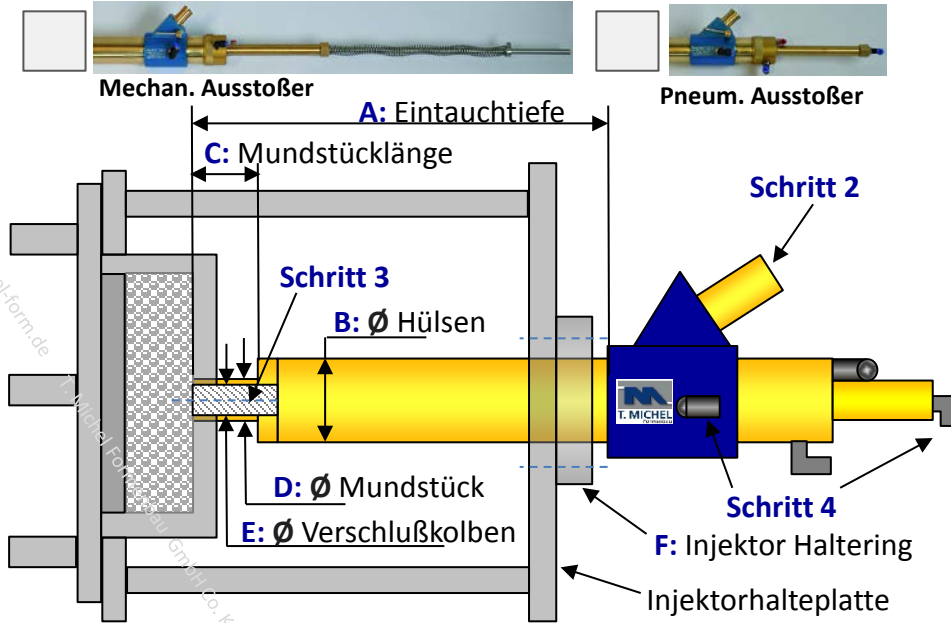 Mechan. Ausstoßer
Pneum. Ausstoßer
A: Eintauchtiefe
C: Mundstücklänge
Schritt 2
Schritt 3
B: Ø Hülsen
T. MICHEL
Formenbau
D: Ø Mundstück
Schritt 4
E: Ø Verschlußkolben
F: Injektor Haltering
Injektorhalteplatte